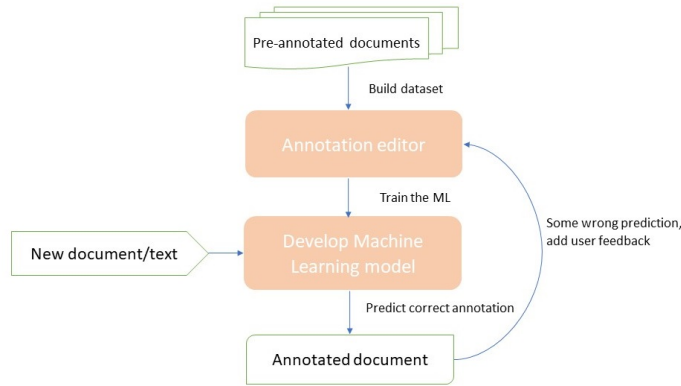 Pre-annotated documents
Build dataset
Annotation editor
Train the ML
New document/text
Develop Machine
Learning model
Some wrong prediction,
add user feedback
Predict correct annotation
Annotated document